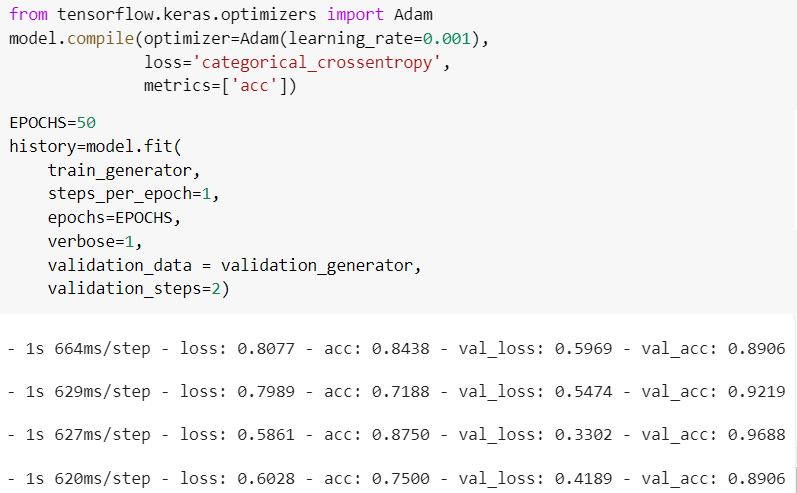 from tensorflow.keras.optimizers import Adam
model.compile(optimizer=Adam(learning_rate=0.001),
              loss='categorical_crossentropy',
              metrics=['acc'])
EPOCHS=50
history=model.fit(
    train_generator,
    steps_per_epoch=1,
    epochs=EPOCHS,
    verbose=1,
    validation_data = validation_generator,
    validation_steps=2)
- 1s 664ms/step - loss: 0.8077 - acc: 0.8438 - val_loss: 0.5969 - val_acc: 0.8906
- 1s 629ms/step - loss: 0.7989 - acc: 0.7188 - val_loss: 0.5474 - val_acc: 0.9219
- 1s 627ms/step - loss: 0.5861 - acc: 0.8750 - val_loss: 0.3302 - val_acc: 0.9688
- 1s 620ms/step - loss: 0.6028 - acc: 0.7500 - val_loss: 0.4189 - val_acc: 0.8906